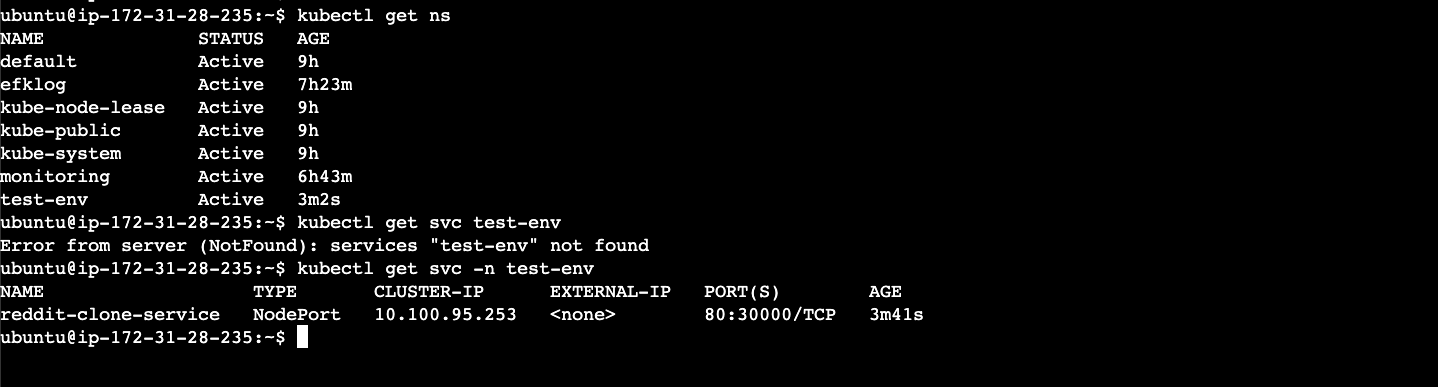 ubuntu@ip-172-31-28-235:~$ kubectl get ns
NAME              STATUS   AGE
default           Active   9h
efklog            Active   7h23m
kube-node-lease   Active   9h
kube-public       Active   9h
kube-system       Active   9h
monitoring        Active   6h43m
test-env          Active   3m2s
ubuntu@ip-172-31-28-235:~$ kubectl get svc test-env
Error from server (NotFound): services "test-env" not found
ubuntu@ip-172-31-28-235:~$ kubectl get svc -n test-env
NAME                   TYPE       CLUSTER-IP      EXTERNAL-IP   PORT(S)        AGE
reddit-clone-service   NodePort   10.100.95.253   <none>        80:30000/TCP   3m41s
ubuntu@ip-172-31-28-235:~$